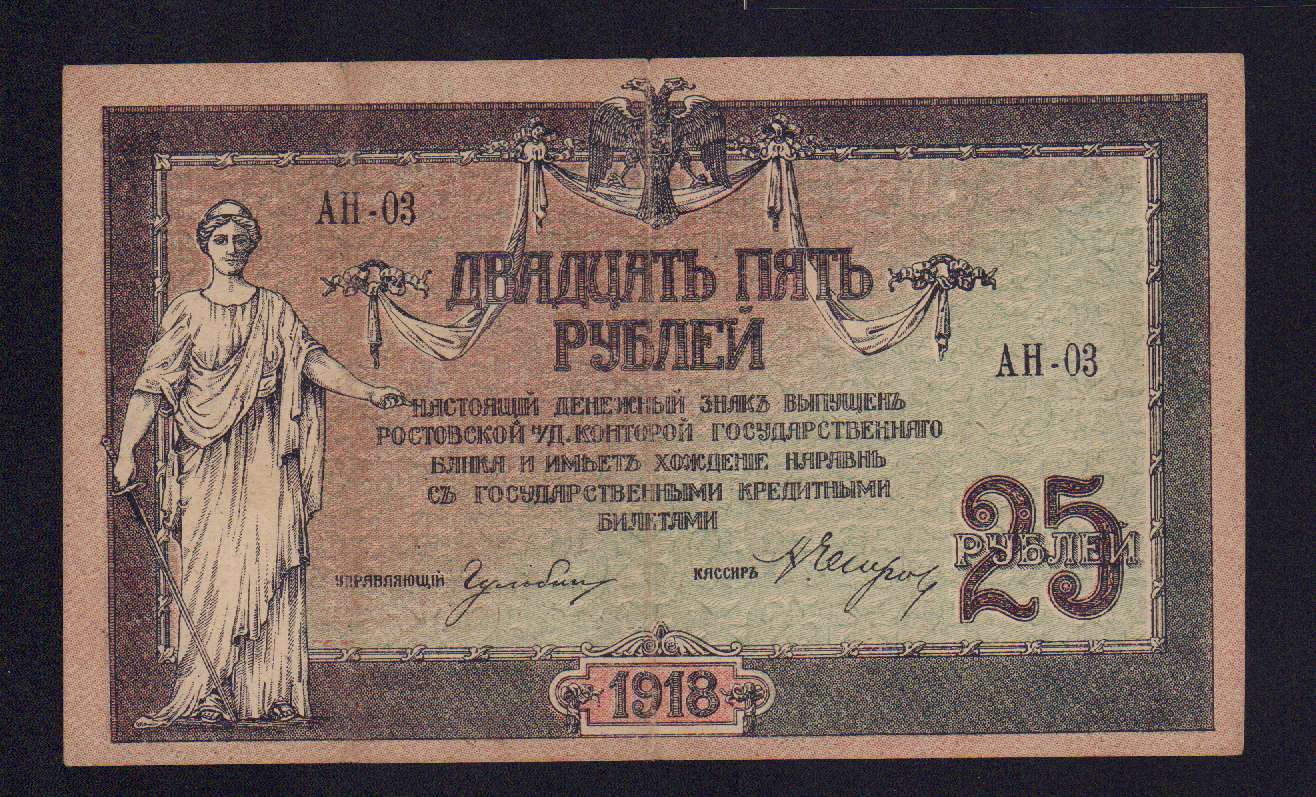 АН-03
ДВАДЦАТЬ ПЯТЬ
РУБЛЕЙ
АН-03
НАСТОЯЩІЙ ДЕНЕЖНЫЙ ЗНАКЪ ВЫПУЩЕНЪ
РОСТОВСКОЙ Н/Д. КОНТОРОЙ ГОСУДАРСТВЕННАГО
БАНКА И ИМѢЕТЪ ХОЖДЕНІЕ НАРАВНѢ
СЪ ГОСУДАРСТВЕННЫМИ КРЕДИТНЫМИ
БИЛЕТАМИ
25
РУБЛЕЙ
УПРАВЛЯЮЩІЙ
КАССИРЪ
1918